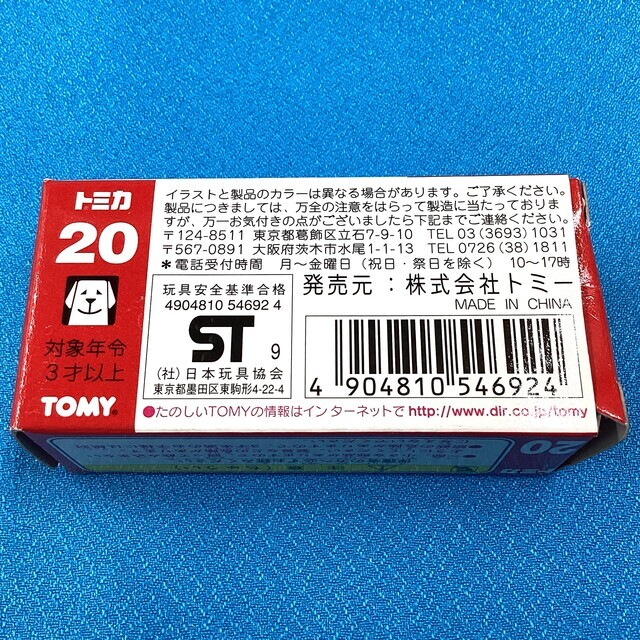 トミカ
20
対象年令
3才以上
TOMY
イラストと製品のカラーは異なる場合があります。ご了承ください。
製品につきましては、万全の注意をはらって製造に当たっておりま
すが、万一お気付きの点がございましたら下記までご連絡ください。
〒124-8511 東京都葛飾区立石7-9-10 TEL 03(3693)1031
〒567-0891 大阪府茨木市水尾1-1-13 TEL 0726(38)1811
＊電話受付時間 月〜金曜日(祝日・祭日を除く) 10〜17時
玩具安全基準合格
4904810 54692 4
ST 9
(社)日本玩具協会
東京都墨田区東駒形4-22-4
発売元：株式会社トミー
MADE IN CHINA
4 904810 546924
●たのしいTOMYの情報はインターネットで http://www.dir.co.jp/tomy
20
トミカ